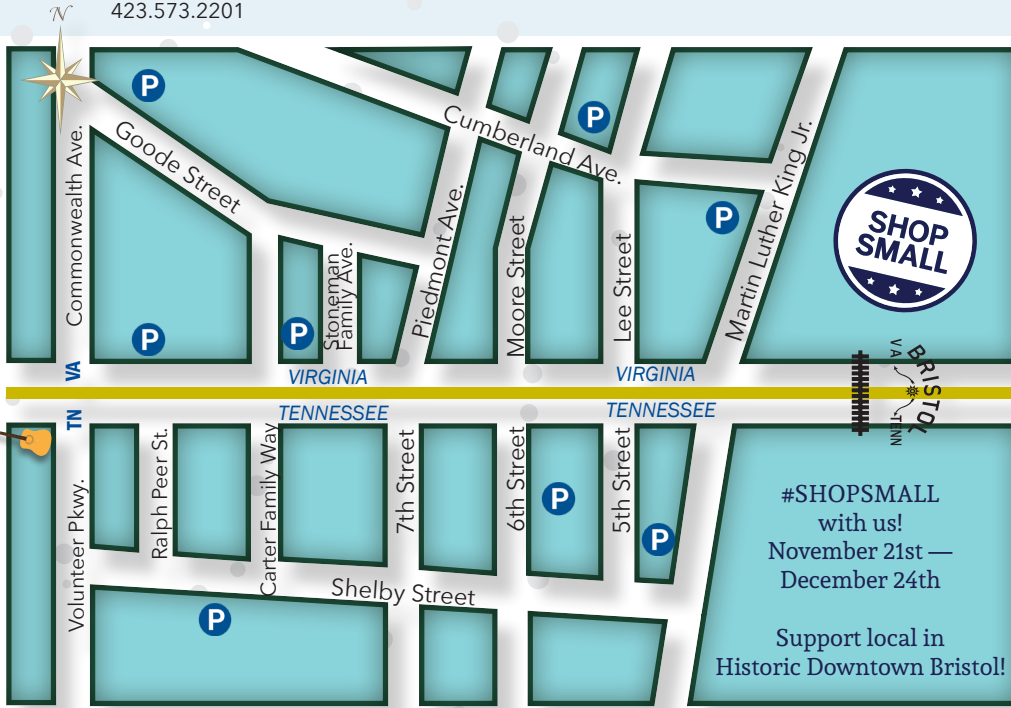 423.573.2201
N
P
P
Cumberland Ave.
Goode Street
Commonwealth Ave.
Martin Luther King Jr.
Piedmont Ave.
P
SHOP
SMALL
Stoneman
Family Ave.
Moore Street
Lee Street
P
P
VA
VIRGINIA
VIRGINIA
BRISTOL
VA
TENN
TN
TENNESSEE
TENNESSEE
Ralph Peer St.
Carter Family Way
7th Street
6th Street
5th Street
Volunteer Pkwy.
P
P
#SHOPSMALL
with us!
November 21st —
December 24th
Shelby Street
P
Support local in
Historic Downtown Bristol!